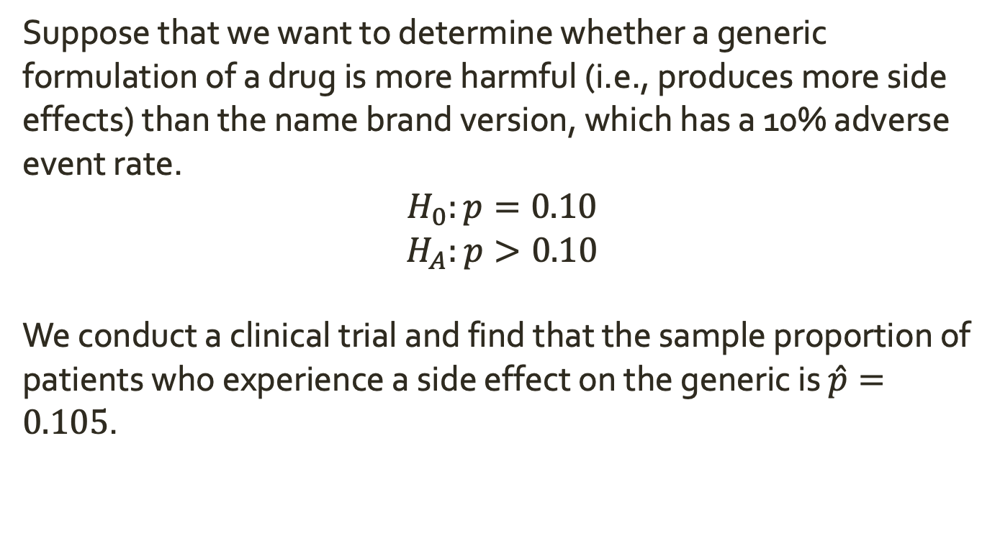 Suppose that we want to determine whether a generic
formulation of a drug is more harmful (i.e., produces more side
effects) than the name brand version, which has a 10% adverse
event rate.
H₀: p = 0.10
H_A: p > 0.10
We conduct a clinical trial and find that the sample proportion of
patients who experience a side effect on the generic is p̂ =
0.105.